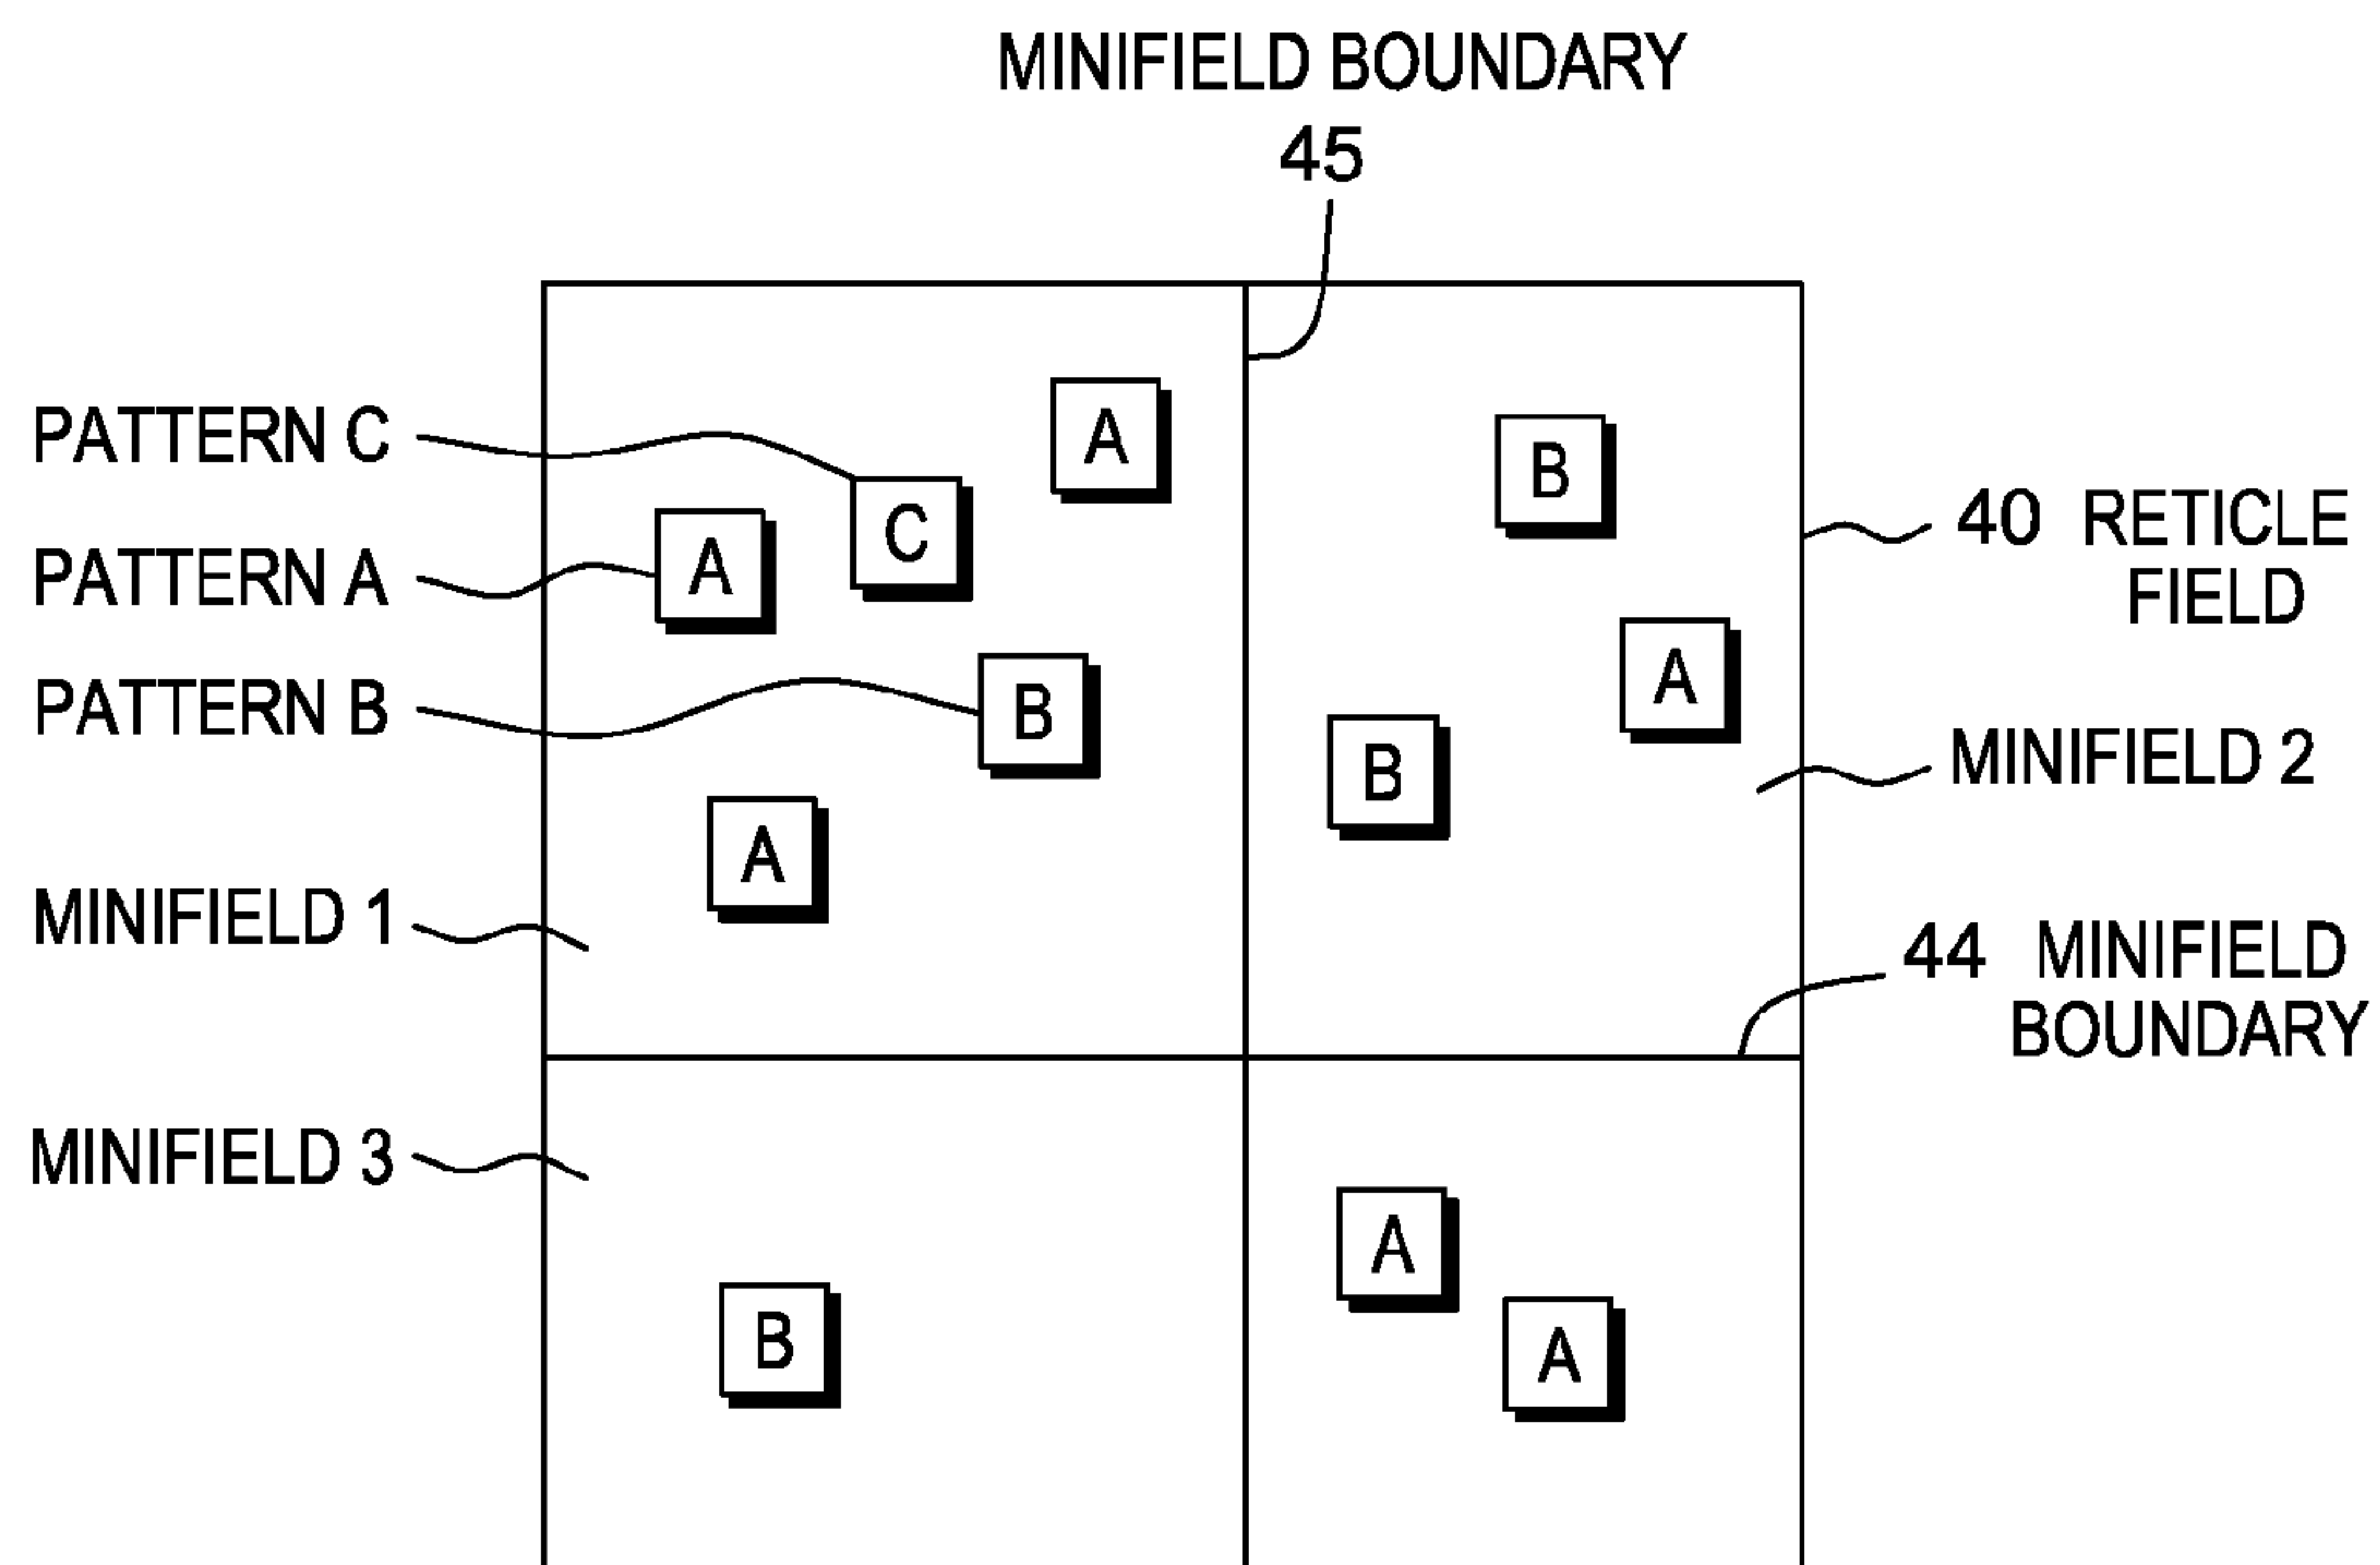 MINIFIELD BOUNDARY
45
PATTERN C
A
B
40 RETICLE
FIELD
C
PATTERN A
A
A
PATTERN B
B
B
MINIFIELD 2
A
MINIFIELD 1
44 MINIFIELD
BOUNDARY
MINIFIELD 3
A
B
A